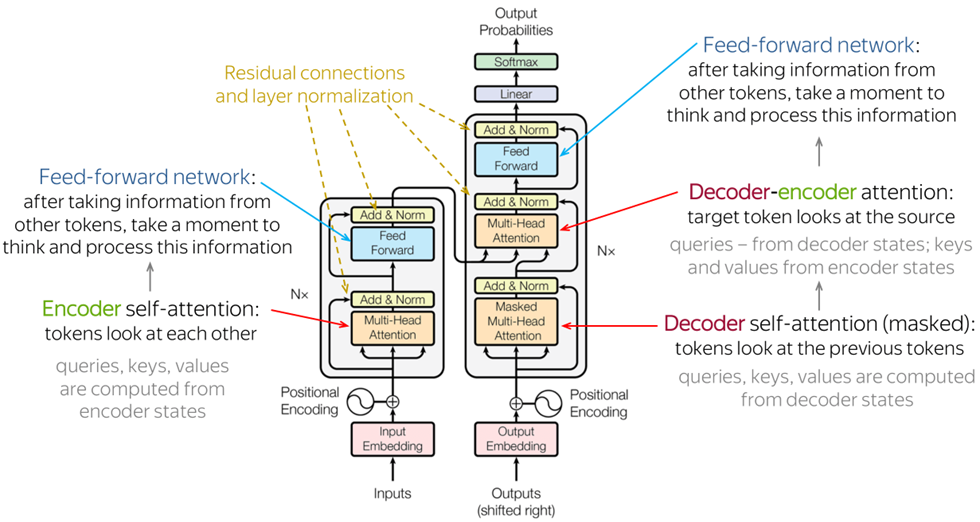 Output
Probabilities
Softmax
Linear
Add & Norm
Feed
Forward
Add & Norm
Multi-Head
Attention
Add & Norm
Masked
Multi-Head
Attention
Nx
Positional
Encoding
Output
Embedding
Outputs
(shifted right)
Residual connections
and layer normalization
Add & Norm
Feed
Forward
Nx
Add & Norm
Multi-Head
Attention
Positional
Encoding
Input
Embedding
Inputs
Feed-forward network:
after taking information from
other tokens, take a moment to
think and process this information
Encoder self-attention:
tokens look at each other
queries, keys, values
are computed from
encoder states
Feed-forward network:
after taking information from
other tokens, take a moment to
think and process this information
Decoder-encoder attention:
target token looks at the source
queries – from decoder states; keys
and values from encoder states
Decoder self-attention (masked):
tokens look at the previous tokens
queries, keys, values are computed
from decoder states